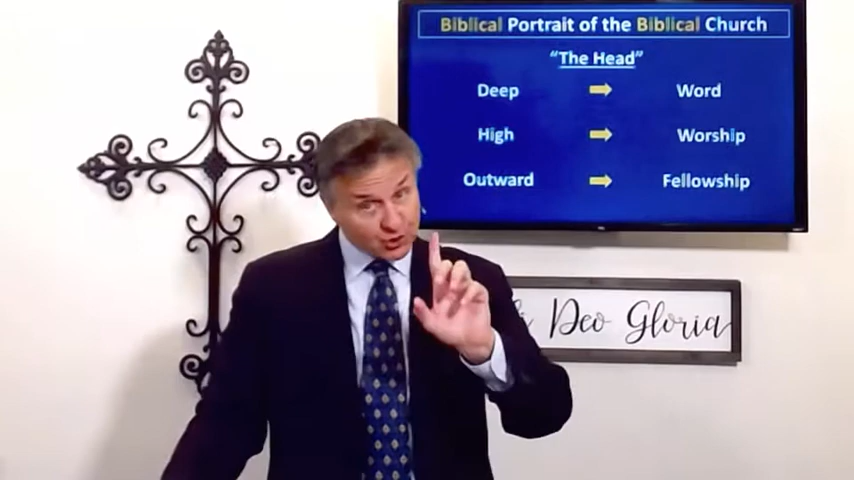 Biblical Portrait of the Biblical Church
“The Head”
Deep Word
High Worship
Outward Fellowship
Deo Gloria